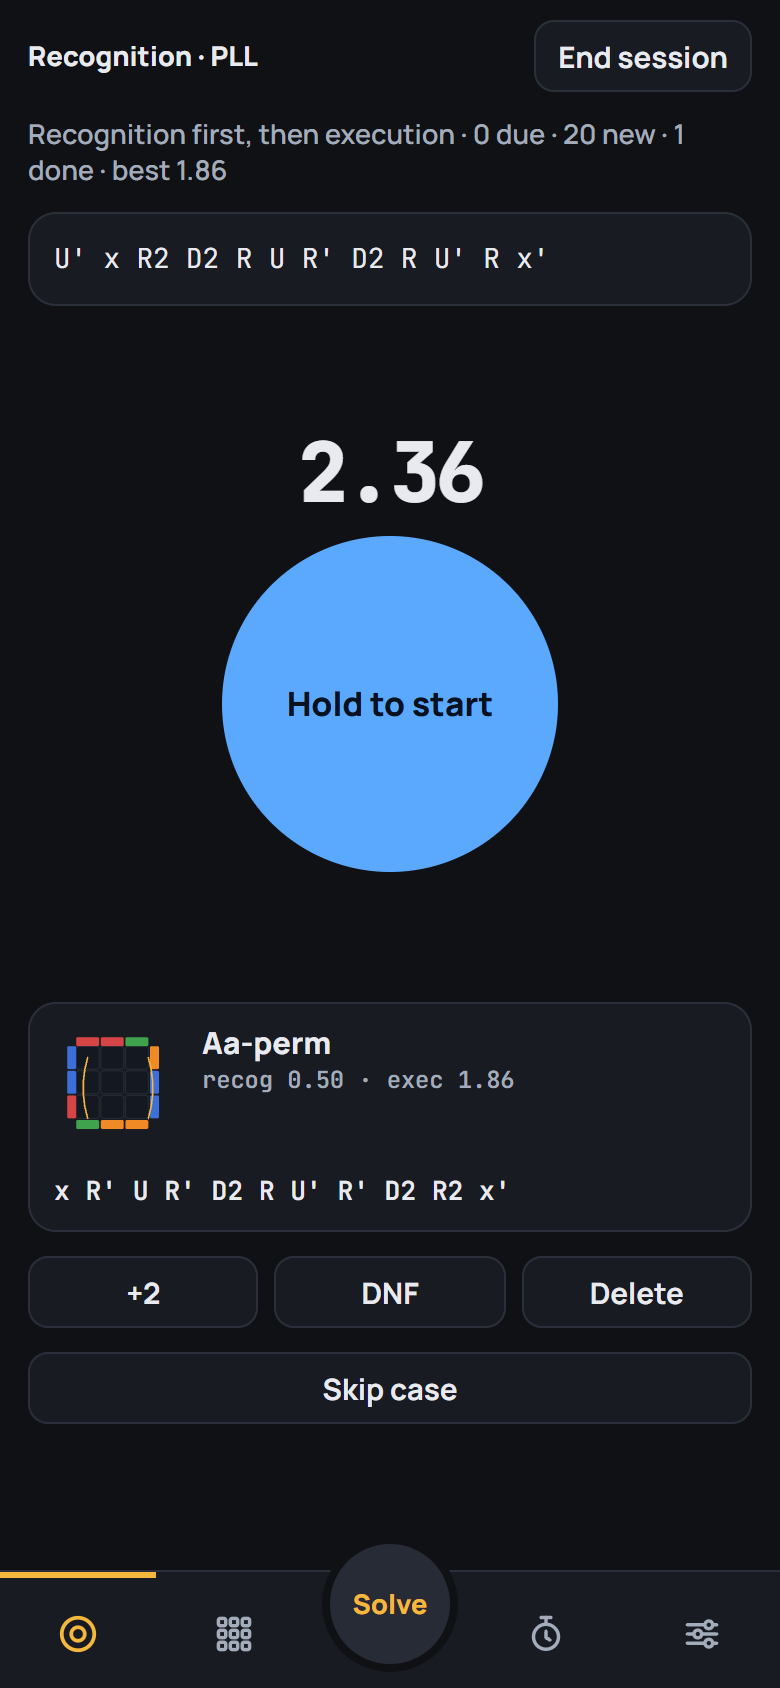 Recognition · PLL
End session
Recognition first, then execution · 0 due · 20 new · 1
done · best 1.86
U' x R2 D2 R U R' D2 R U' R x'
2.36
Hold to start
Aa-perm
recog 0.50 · exec 1.86
x R' U R' D2 R U' R' D2 R2 x'
+2
DNF
Delete
Skip case
Solve